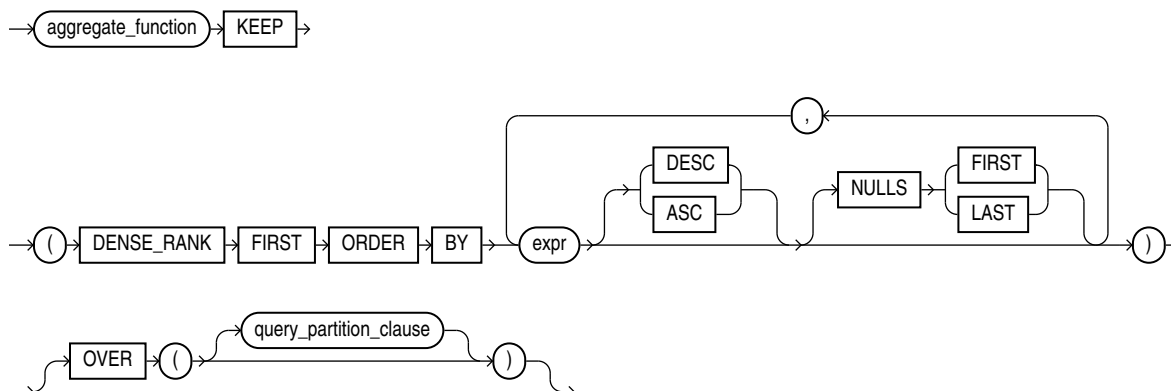 aggregate_function KEEP
,
DESC FIRST
NULLS
ASC LAST
( DENSE_RANK FIRST ORDER BY expr )
query_partition_clause
OVER ( )